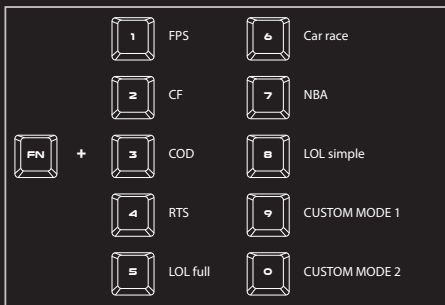 1 FPS 6 Car race
2 CF 7 NBA
FN + 3 COD 8 LOL simple
4 RTS 9 CUSTOM MODE 1
5 LOL full 0 CUSTOM MODE 2